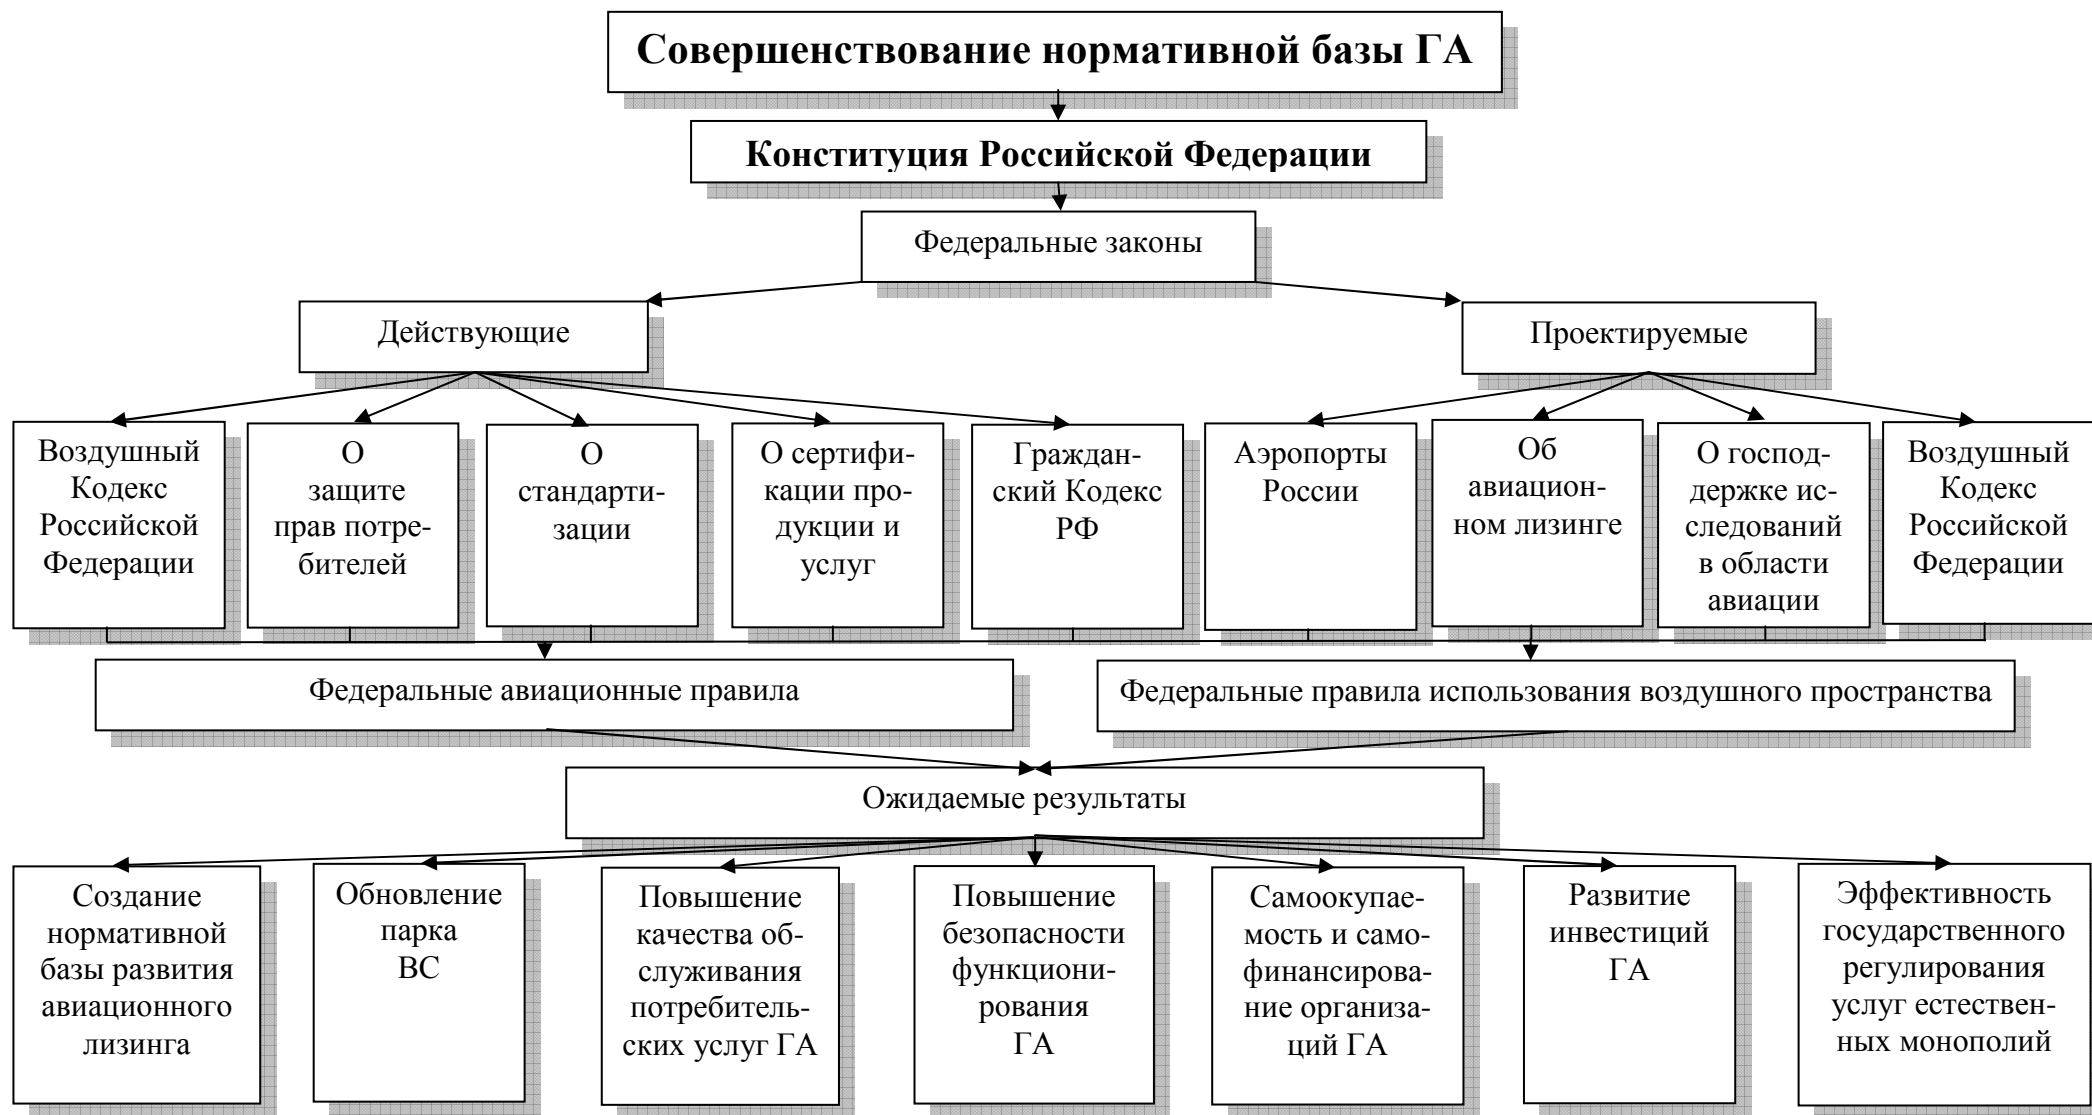 Совершенствование нормативной базы ГА
Конституция Российской Федерации
Федеральные законы
Действующие
Проектируемые
Воздушный
Кодекс
Российской
Федерации
О
защите
прав потре-
бителей
О
стандарти-
зации
О сертифи-
кации про-
дукции и
услуг
Граждан-
ский Кодекс
РФ
Аэропорты
России
Об
авиацион-
ном лизинге
О господ-
держке ис-
следований
в области
авиации
Воздушный
Кодекс
Российской
Федерации
Федеральные авиационные правила
Федеральные правила использования воздушного пространства
Ожидаемые результаты
Создание
нормативной
базы развития
авиационного
лизинга
Обновление
парка
ВС
Повышение
качества об-
служивания
потребитель-
ских услуг ГА
Повышение
безопасности
функциони-
рования
ГА
Самоокупае-
мость и само-
финансирова-
ние организа-
ций ГА
Развитие
инвестиций
ГА
Эффективность
государственного
регулирования
услуг естествен-
ных монополий